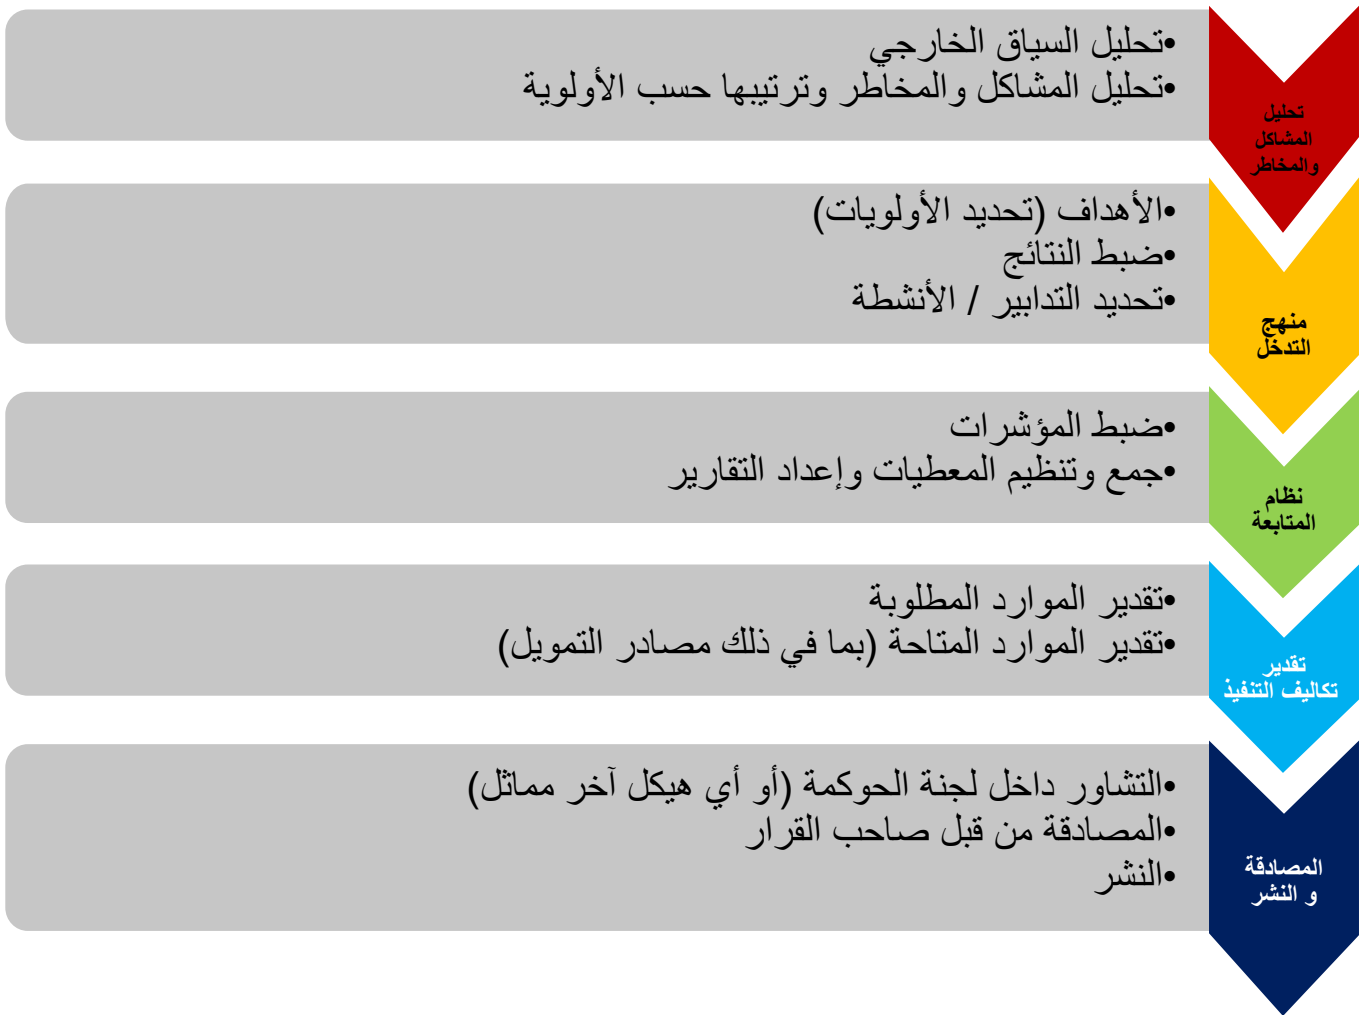 تحليل
المشاكل
والمخاطر
•تحليل السياق الخارجي
•تحليل المشاكل والمخاطر وترتيبها حسب الأولوية
منهج
التدخل
•الأهداف (تحديد الأولويات)
•ضبط النتائج
•تحديد التدابير / الأنشطة
نظام
المتابعة
•ضبط المؤشرات
•جمع وتنظيم المعطيات وإعداد التقارير
تقدير
تكاليف التنفيذ
•تقدير الموارد المطلوبة
•تقدير الموارد المتاحة (بما في ذلك مصادر التمويل)
المصادقة
و النشر
•التشاور داخل لجنة الحوكمة (أو أي هيكل آخر مماثل)
•المصادقة من قبل صاحب القرار
•النشر